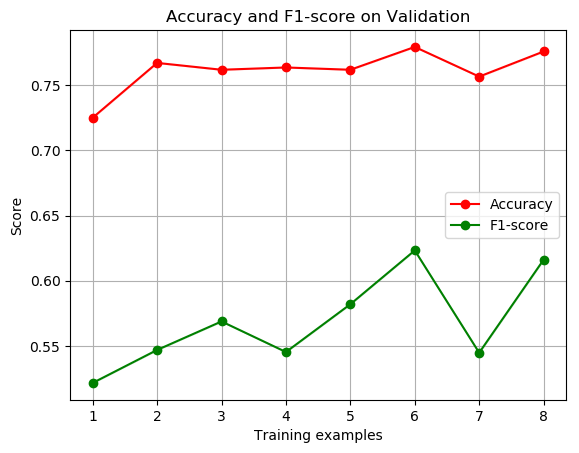 Accuracy and F1-score on Validation
0.75
0.70
0.65
0.60
0.55
Score
Accuracy
F1-score
1 2 3 4 5 6 7 8
Training examples